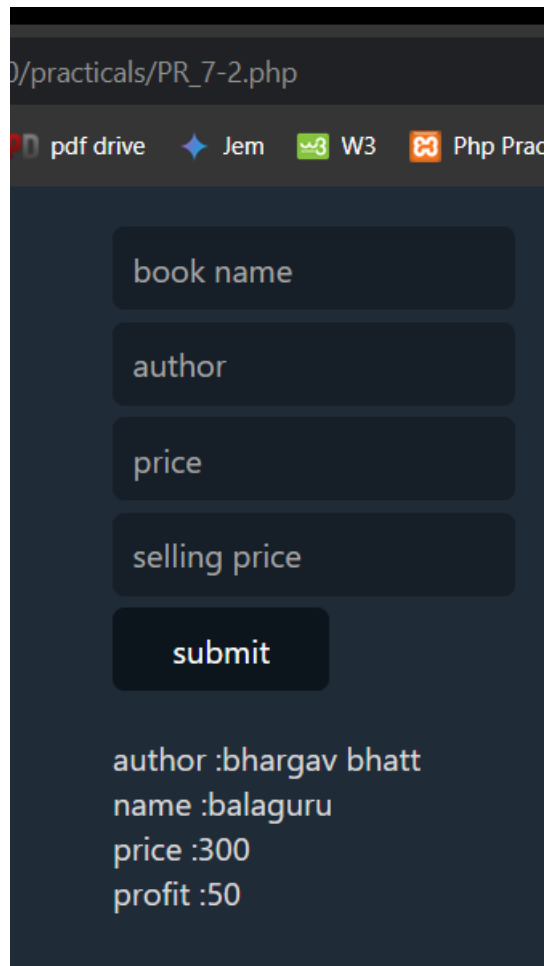 0/practicals/PR_7-2.php
PD pdf drive Jem W3 Php Prac
book name
author
price
selling price
submit
author :bhargav bhatt
name :balaguru
price :300
profit :50